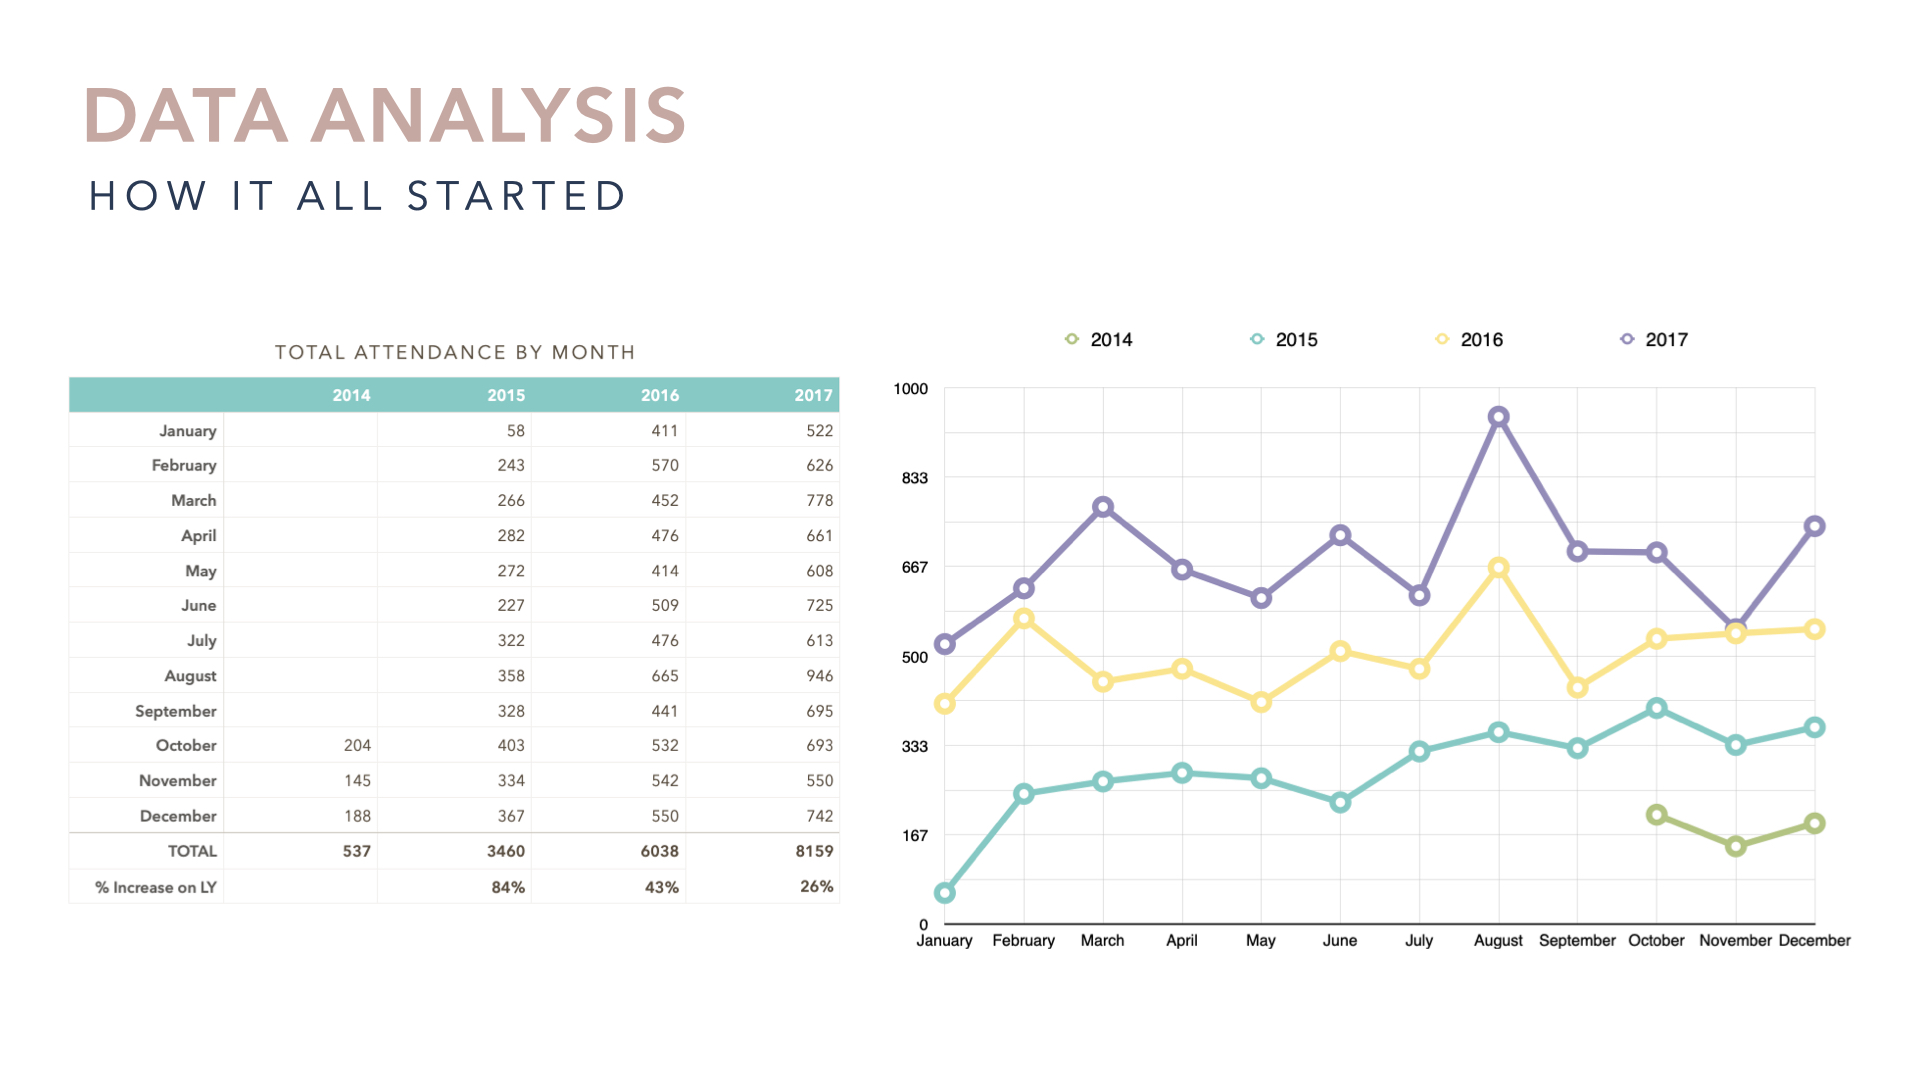 DATA ANALYSIS
HOW IT ALL STARTED
TOTAL ATTENDANCE BY MONTH
2014 2015 2016 2017
January 58 411 522
February 243 570 626
March 266 452 778
April 282 476 661
May 272 414 608
June 227 509 725
July 322 476 613
August 358 665 946
September 328 441 695
October 204 403 532 693
November 145 334 542 550
December 188 367 550 742
TOTAL 537 3460 6038 8159
% Increase on LY 84% 43% 26%
2014 2015 2016 2017
1000
833
667
500
333
167
0
January February March April May June July August September October November December